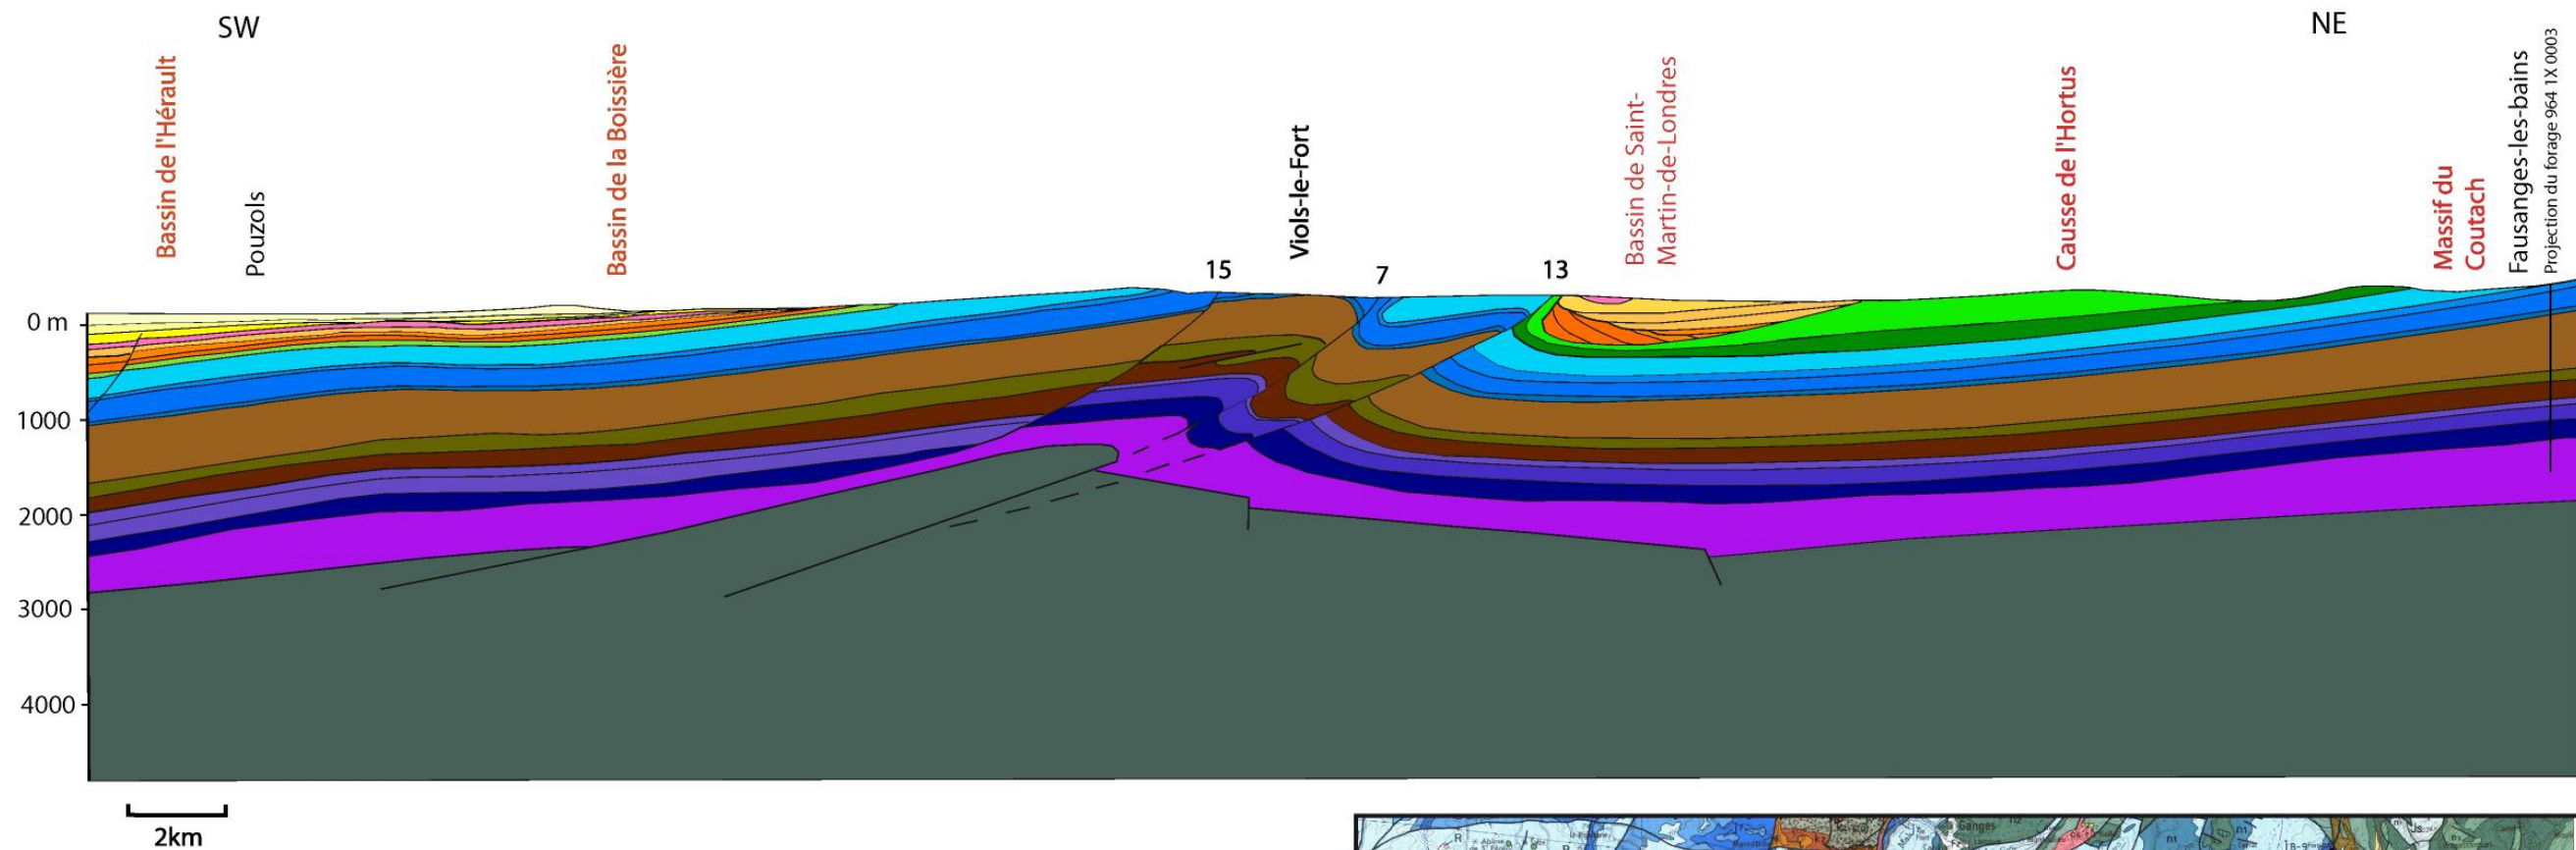 SW
NE
Bassin de l'Hérault
Pouzols
Bassin de la Boissière
Viols-le-Fort
Bassin de Saint-
Martin-de-Londres
Causse de l'Hortus
Massif du
Coutach
Fausanges-les-bains
Projection du forage 964 1X 0003
15
7
13
0 m
1000
2000
3000
4000
2km
Ganges